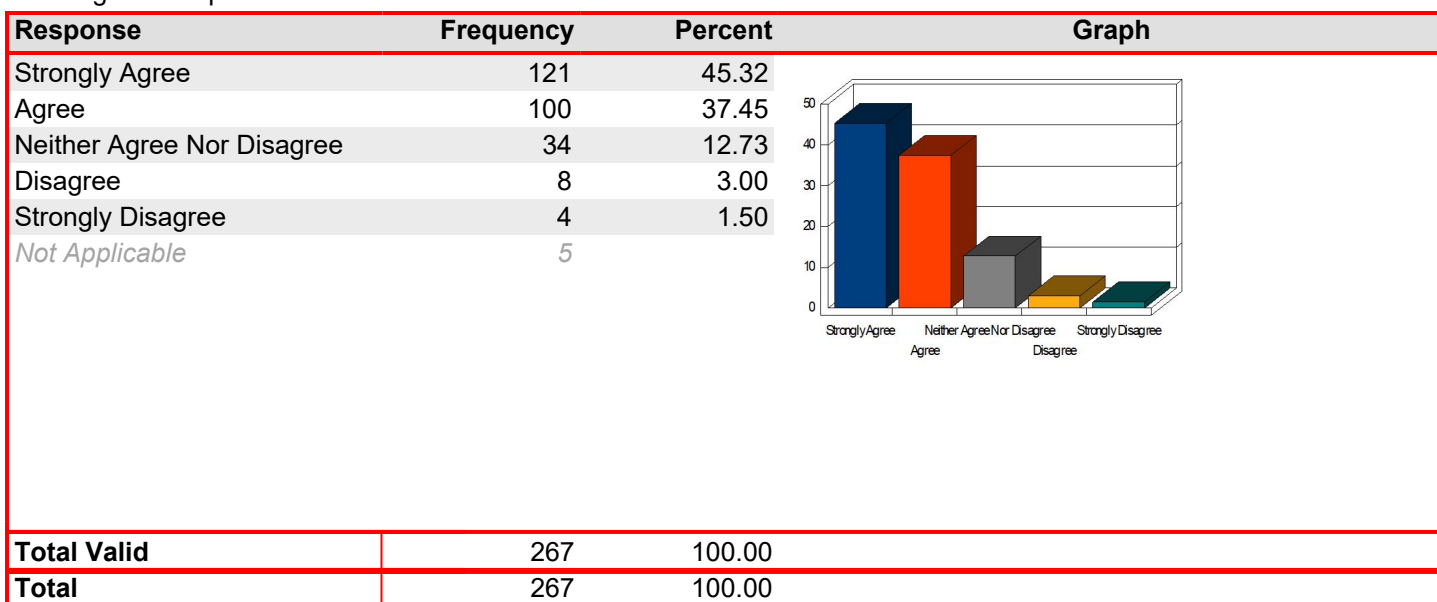 Response Frequency Percent Graph
Strongly Agree 121 45.32
Agree 100 37.45
Neither Agree Nor Disagree 34 12.73
Disagree 8 3.00
Strongly Disagree 4 1.50
Not Applicable 5
50
40
30
20
10
0
Strongly Agree Neither Agree Nor Disagree Strongly Disagree
Agree Disagree
Total Valid 267 100.00
Total 267 100.00